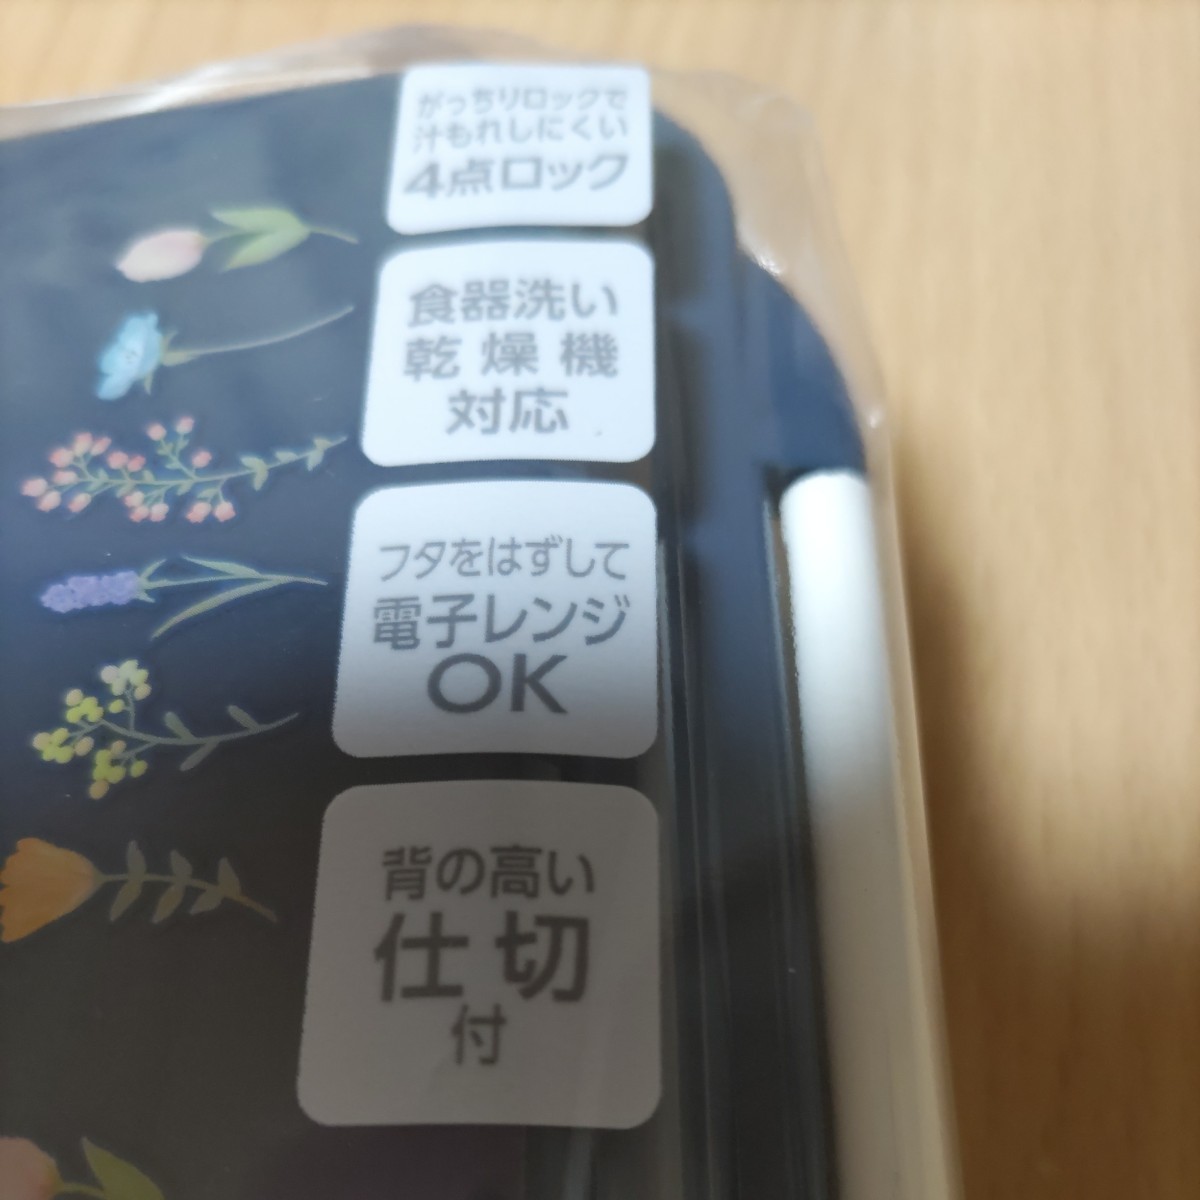 がっちりロックで
汁もれしにくい
4点ロック
食器洗い
乾燥機
対応
フタをはずして
電子レンジ
OK
背の高い
仕切
付